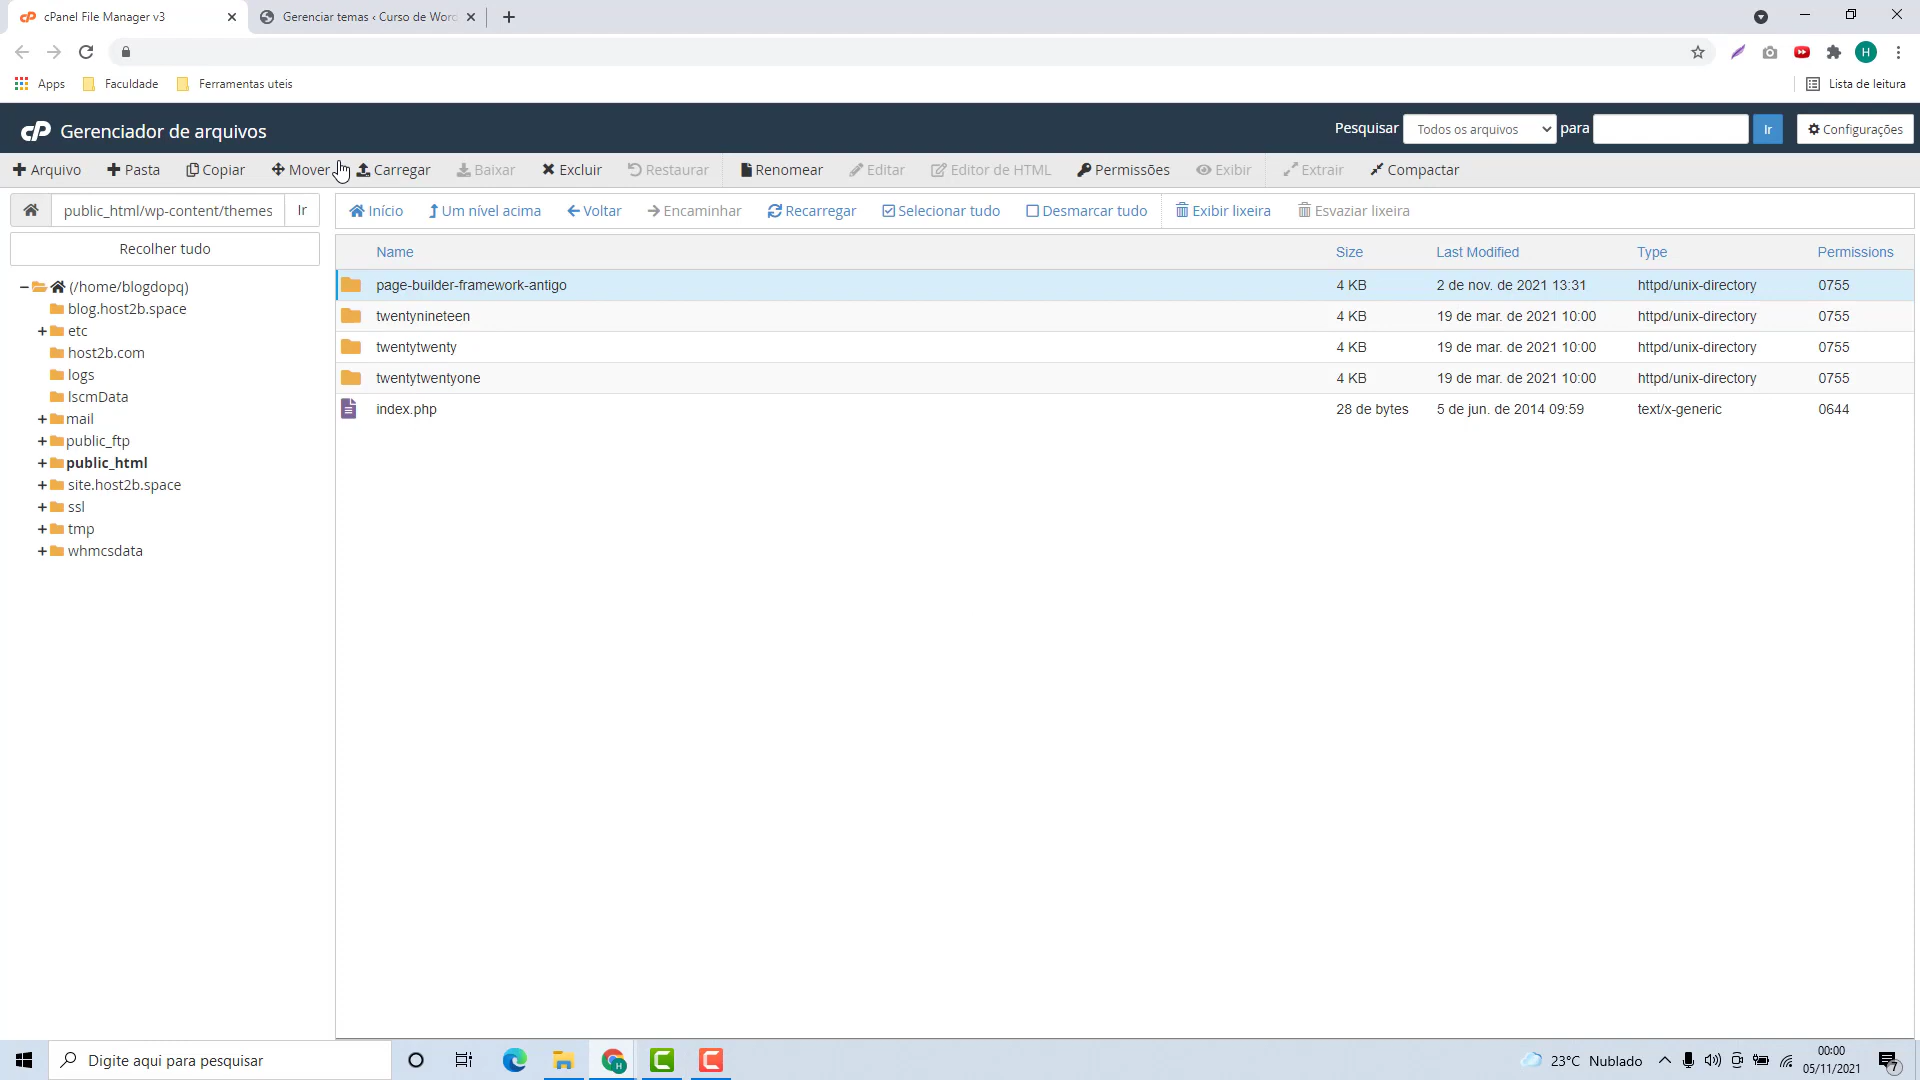 cPanel File Manager v3
Gerenciar temas ‹ Curso de Word
Apps Faculdade Ferramentas uteis Lista de leitura
H
cP Gerenciador de arquivos Pesquisar Todos os arquivos para Ir Configurações
Arquivo Pasta Copiar Mover Carregar Baixar Excluir Restaurar Renomear Editar Editor de HTML Permissões Exibir Extrair Compactar
public_html/wp-content/themes Ir Início Um nível acima Voltar Encaminhar Recarregar Selecionar tudo Desmarcar tudo Exibir lixeira Esvaziar lixeira
Recolher tudo
(/home/blogdopq)
blog.host2b.space
etc
host2b.com
logs
lscmData
mail
public_ftp
public_html
site.host2b.space
ssl
tmp
whmcsdata
Name Size Last Modified Type Permissions
page-builder-framework-antigo 4 KB 2 de nov. de 2021 13:31 httpd/unix-directory 0755
twentynineteen 4 KB 19 de mar. de 2021 10:00 httpd/unix-directory 0755
twentytwenty 4 KB 19 de mar. de 2021 10:00 httpd/unix-directory 0755
twentytwentyone 4 KB 19 de mar. de 2021 10:00 httpd/unix-directory 0755
index.php 28 de bytes 5 de jun. de 2014 09:59 text/x-generic 0644
Digite aqui para pesquisar
23°C Nublado
00:00
05/11/2021
7